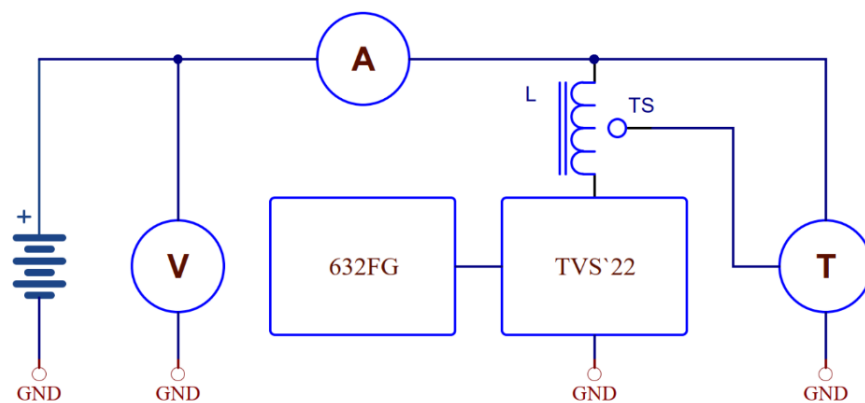 A
L
TS
+
632FG
TVS`22
V
T
GND
GND
GND
GND